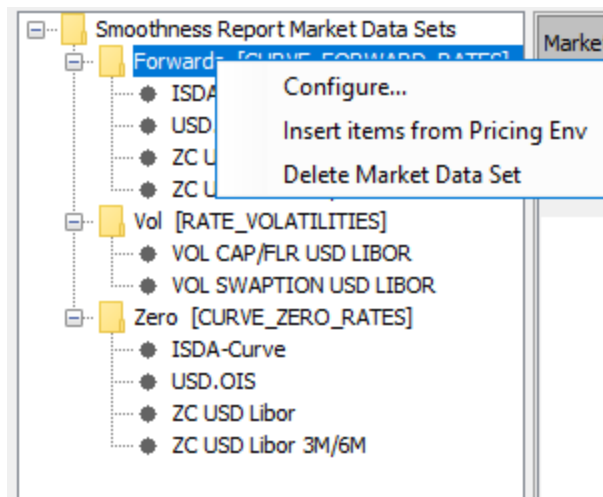 Smoothness Report Market Data Sets
Forwards [CURVE_FORWARD_RATES]
Configure...
ISDA
Insert items from Pricing Env
USD.
ZC U
Delete Market Data Set
ZC U
Vol [RATE_VOLATILITIES]
VOL CAP/FLR USD LIBOR
VOL SWAPTION USD LIBOR
Zero [CURVE_ZERO_RATES]
ISDA-Curve
USD.OIS
ZC USD Libor
ZC USD Libor 3M/6M
Marke